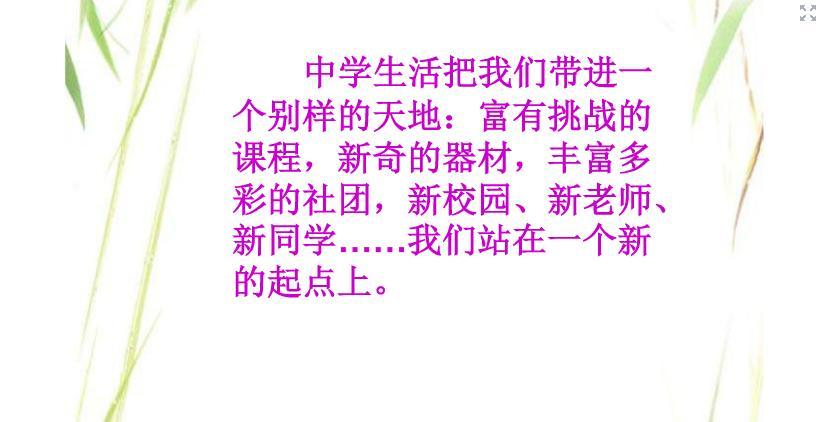 中学生活把我们带进一
个别样的天地：富有挑战的
课程，新奇的器材，丰富多
彩的社团，新校园、新老师、
新同学……我们站在一个新
的起点上。